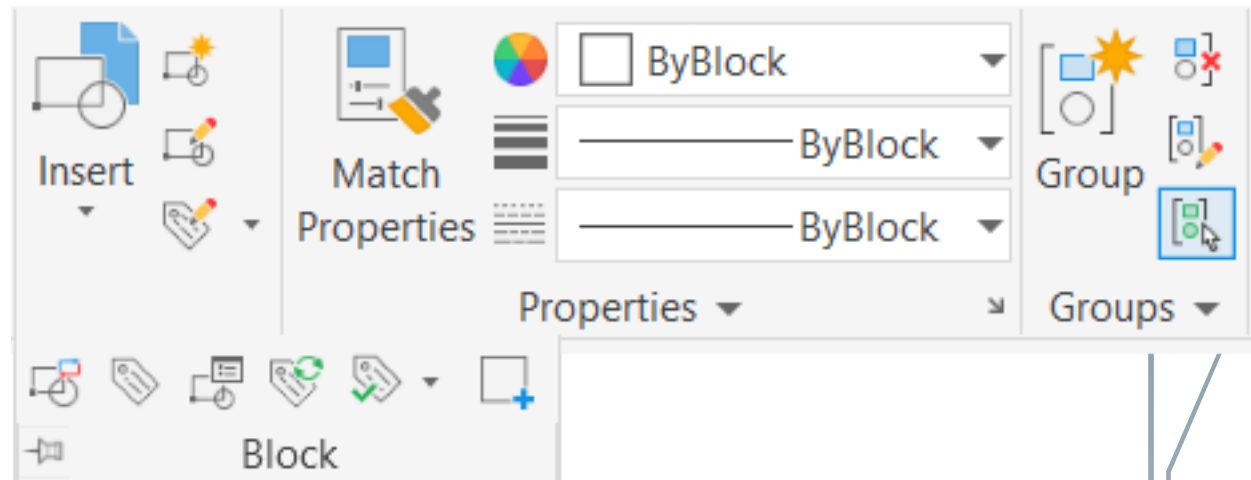 Insert
Match
Properties
ByBlock
ByBlock
ByBlock
Properties
Group
Groups
Block